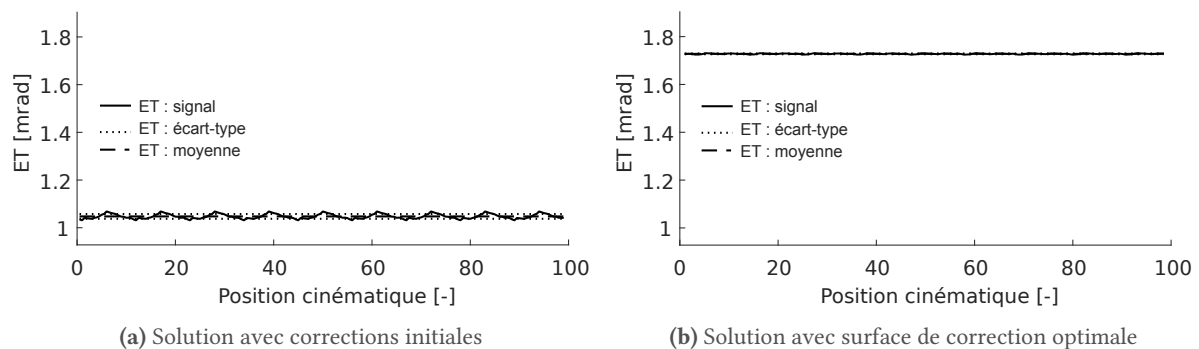 1.8
1.6
1.4
1.2
1
ET [mrad]
ET : signal
ET : écart-type
ET : moyenne
0 20 40 60 80 100
Position cinématique [-]
(a) Solution avec corrections initiales
1.8
1.6
1.4
1.2
1
ET [mrad]
ET : signal
ET : écart-type
ET : moyenne
0 20 40 60 80 100
Position cinématique [-]
(b) Solution avec surface de correction optimale